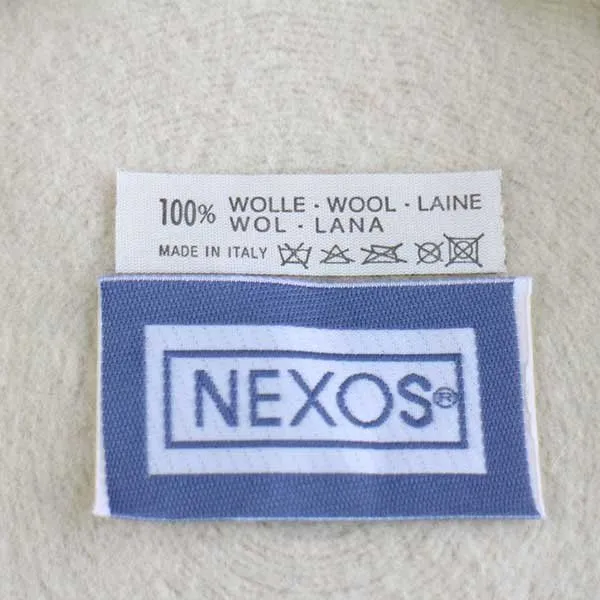 100% WOLLE · WOOL · LAINE
WOL · LANA
MADE IN ITALY
NEXOS®